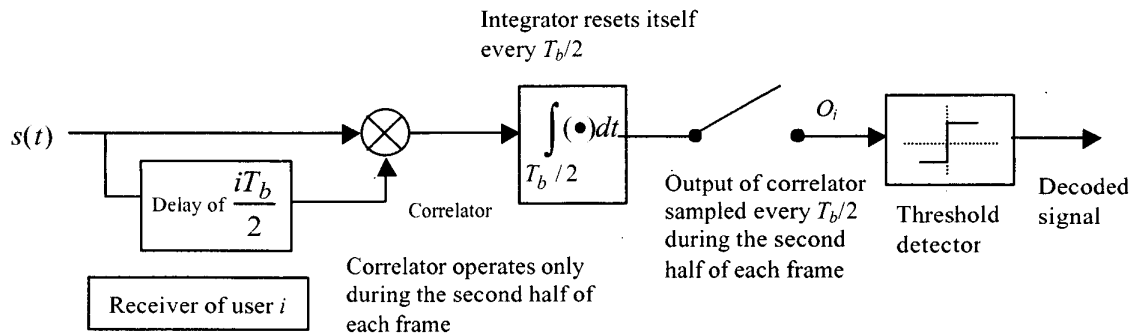 Integrator resets itself
every T_b/2
s(t)
Delay of iT_b/2
Correlator
∫(•)dt
T_b/2
O_i
Output of correlator
sampled every T_b/2
during the second
half of each frame
Threshold
detector
Decoded
signal
Receiver of user i
Correlator operates only
during the second half of
each frame